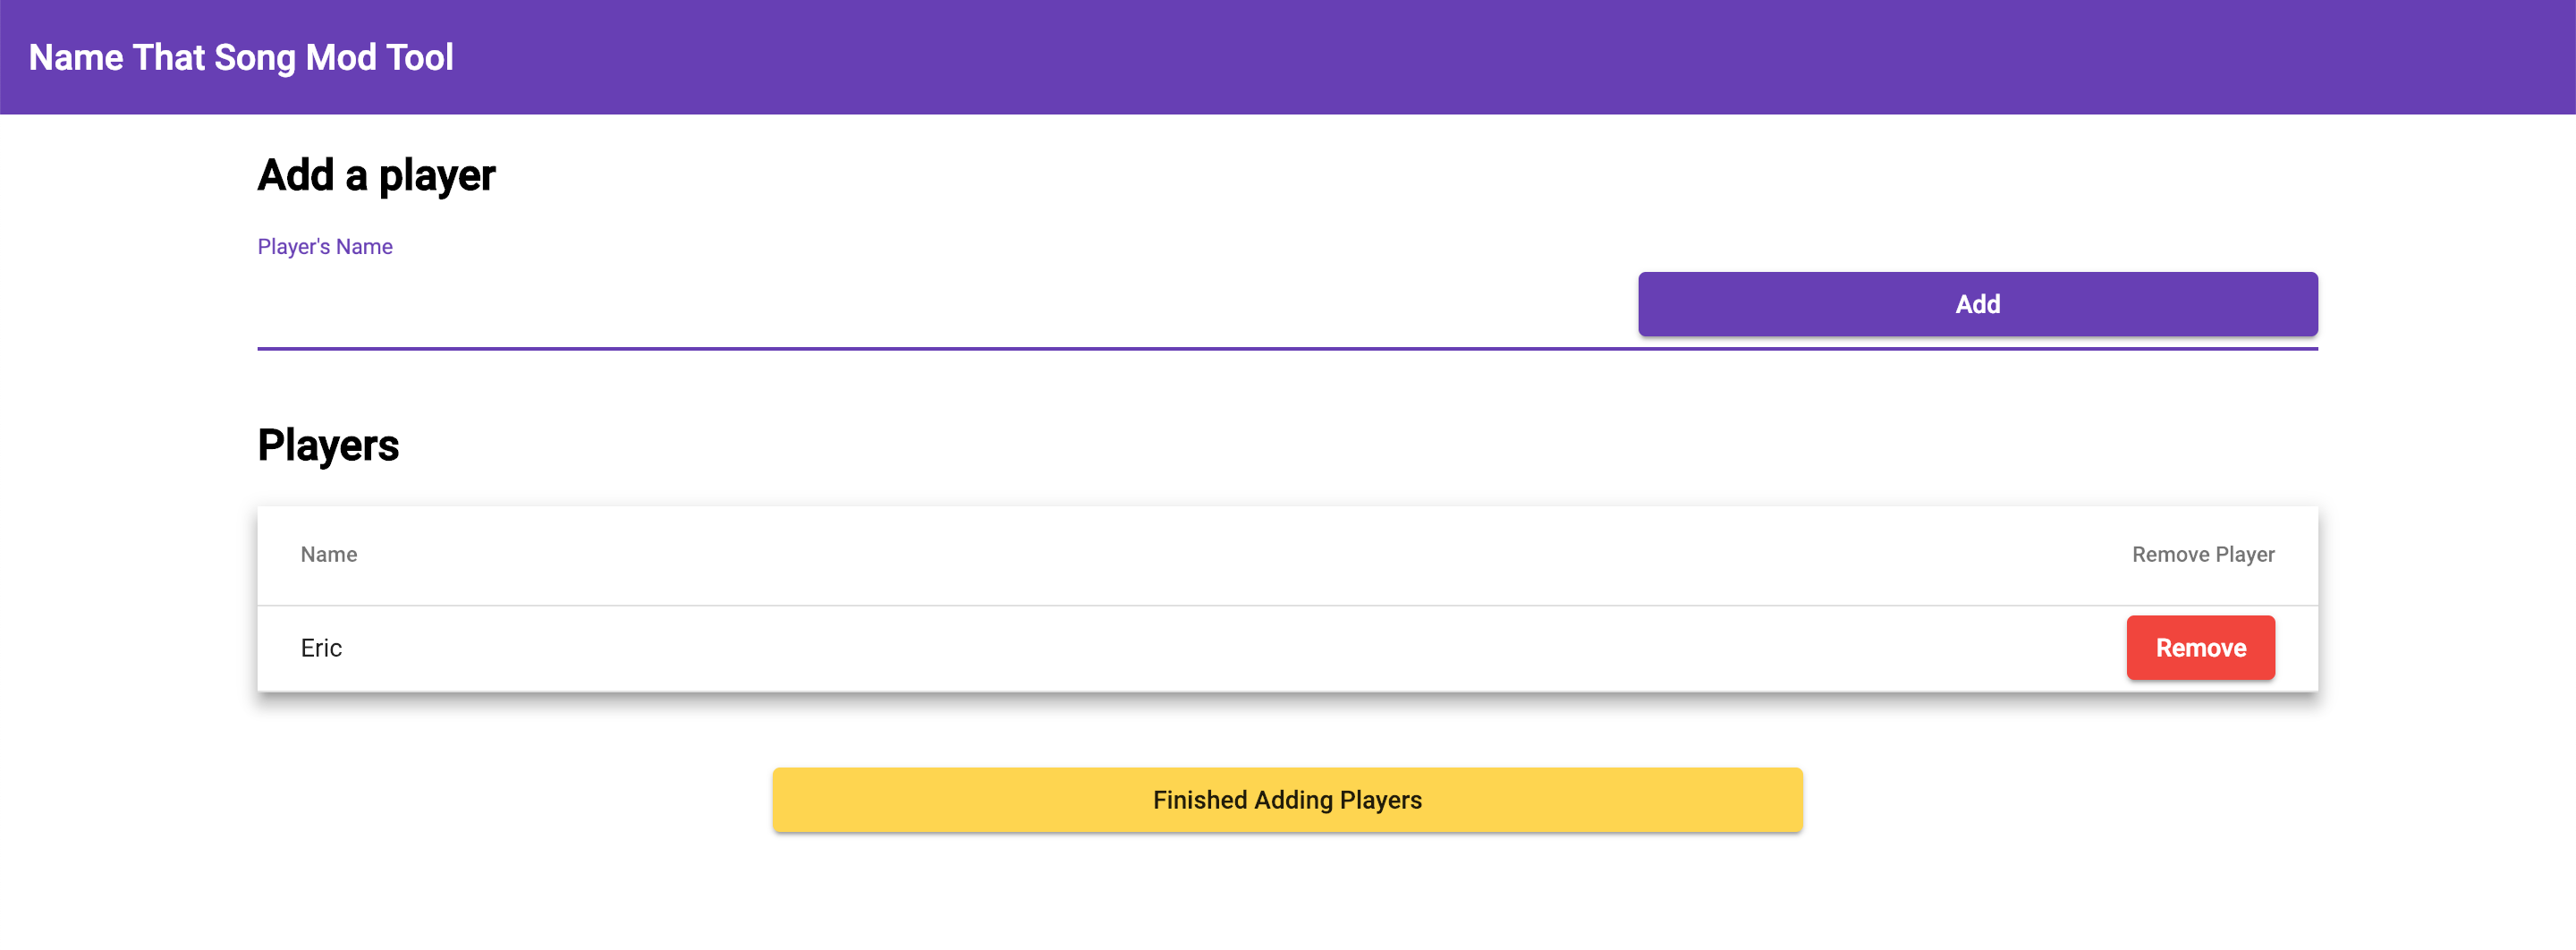 Name That Song Mod Tool
Add a player
Player's Name
Add
Players
Name Remove Player
Eric Remove
Finished Adding Players